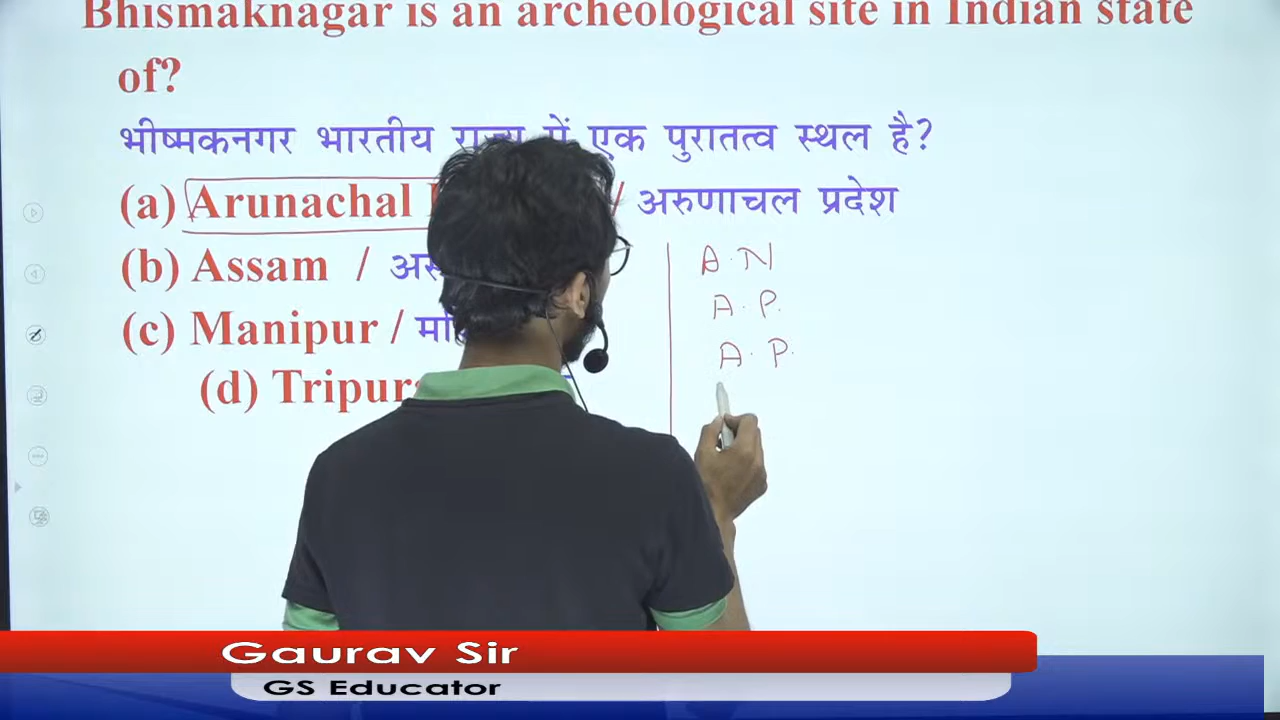 Bhismaknagar is an archeological site in Indian state
of?
भीष्मकनगर भारतीय राज्य में एक पुरातत्व स्थल है?
(a) Arunachal / अरुणाचल प्रदेश
(b) Assam /
(c) Manipur /
(d) Tripura
A. N
A. P.
A. P.
Gaurav Sir
GS Educator